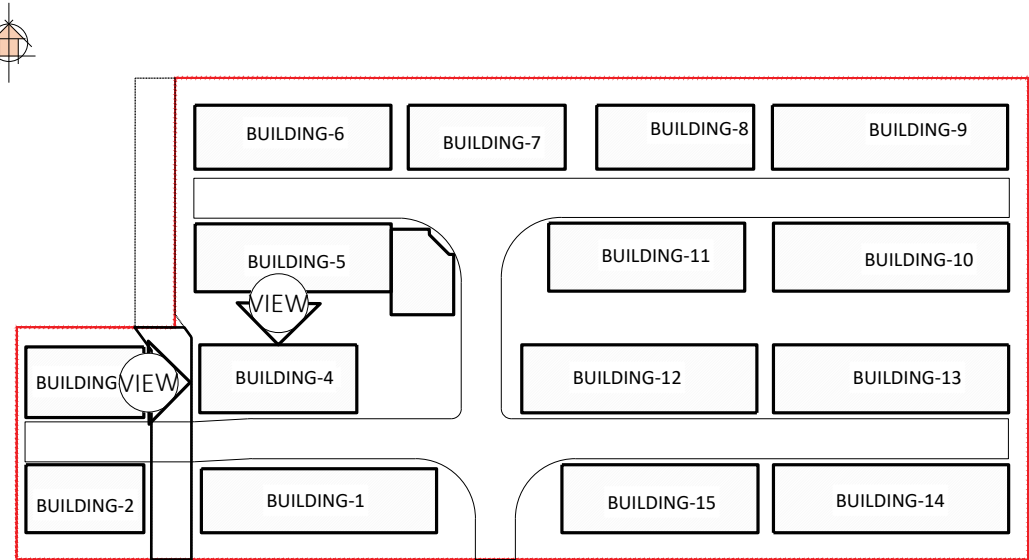 BUILDING-6
BUILDING-7
BUILDING-8
BUILDING-9
BUILDING-5
BUILDING-11
BUILDING-10
VIEW
BUILDING
VIEW
BUILDING-4
BUILDING-12
BUILDING-13
BUILDING-2
BUILDING-1
BUILDING-15
BUILDING-14